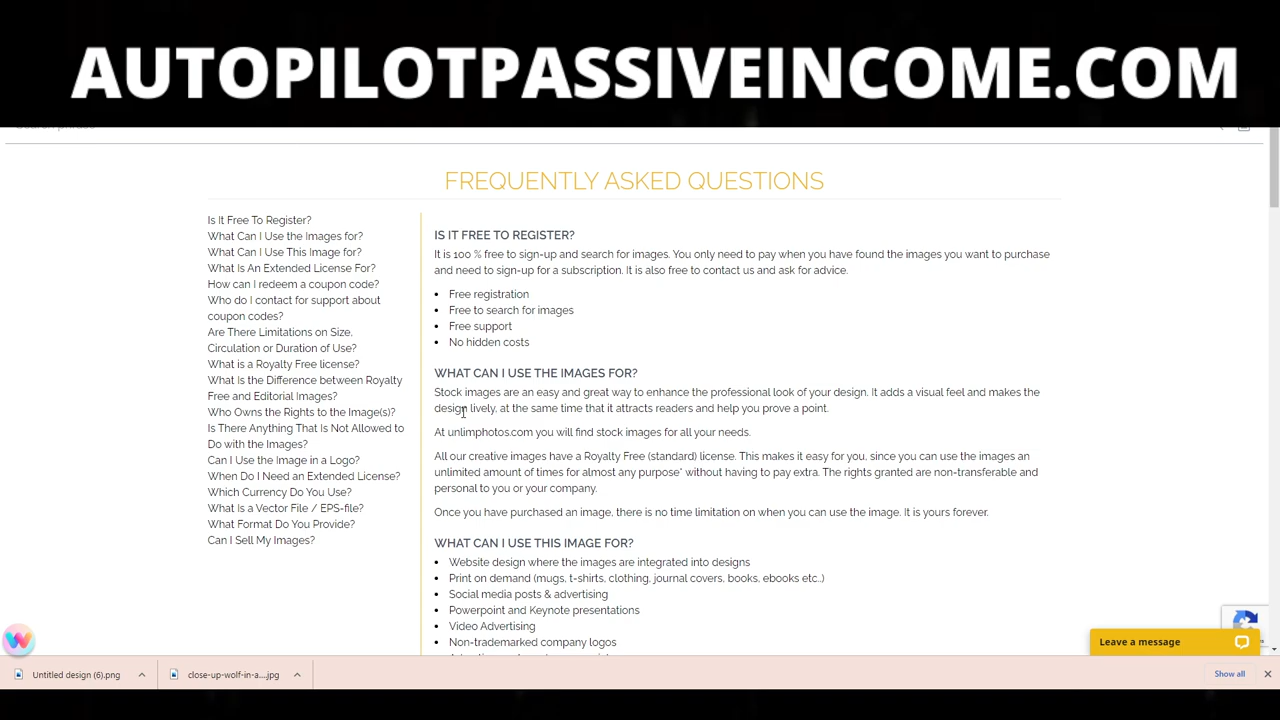 AUTOPILOTPASSIVEINCOME.COM
FREQUENTLY ASKED QUESTIONS
Is It Free To Register?
What Can I Use the Images for?
What Can I Use This Image for?
What Is An Extended License For?
How can I redeem a coupon code?
Who do I contact for support about
coupon codes?
Are There Limitations on Size,
Circulation or Duration of Use?
What is a Royalty Free license?
What Is the Difference between Royalty
Free and Editorial Images?
Who Owns the Rights to the Image(s)?
Is There Anything That Is Not Allowed to
Do with the Images?
Can I Use the Image in a Logo?
When Do I Need an Extended License?
Which Currency Do You Use?
What Is a Vector File / EPS-file?
What Format Do You Provide?
Can I Sell My Images?
IS IT FREE TO REGISTER?
It is 100 % free to sign-up and search for images. You only need to pay when you have found the images you want to purchase
and need to sign-up for a subscription. It is also free to contact us and ask for advice.
• Free registration
• Free to search for images
• Free support
• No hidden costs
WHAT CAN I USE THE IMAGES FOR?
Stock images are an easy and great way to enhance the professional look of your design. It adds a visual feel and makes the
design lively, at the same time that it attracts readers and help you prove a point.
At unlimphotos.com you will find stock images for all your needs.
All our creative images have a Royalty Free (standard) license. This makes it easy for you, since you can use the images an
unlimited amount of times for almost any purpose* without having to pay extra. The rights granted are non-transferable and
personal to you or your company.
Once you have purchased an image, there is no time limitation on when you can use the image. It is yours forever.
WHAT CAN I USE THIS IMAGE FOR?
• Website design where the images are integrated into designs
• Print on demand (mugs, t-shirts, clothing, journal covers, books, ebooks etc..)
• Social media posts & advertising
• Powerpoint and Keynote presentations
• Video Advertising
• Non-trademarked company logos
Leave a message
Untitled design (6).png
close-up-wolf-in-a....jpg
Show all